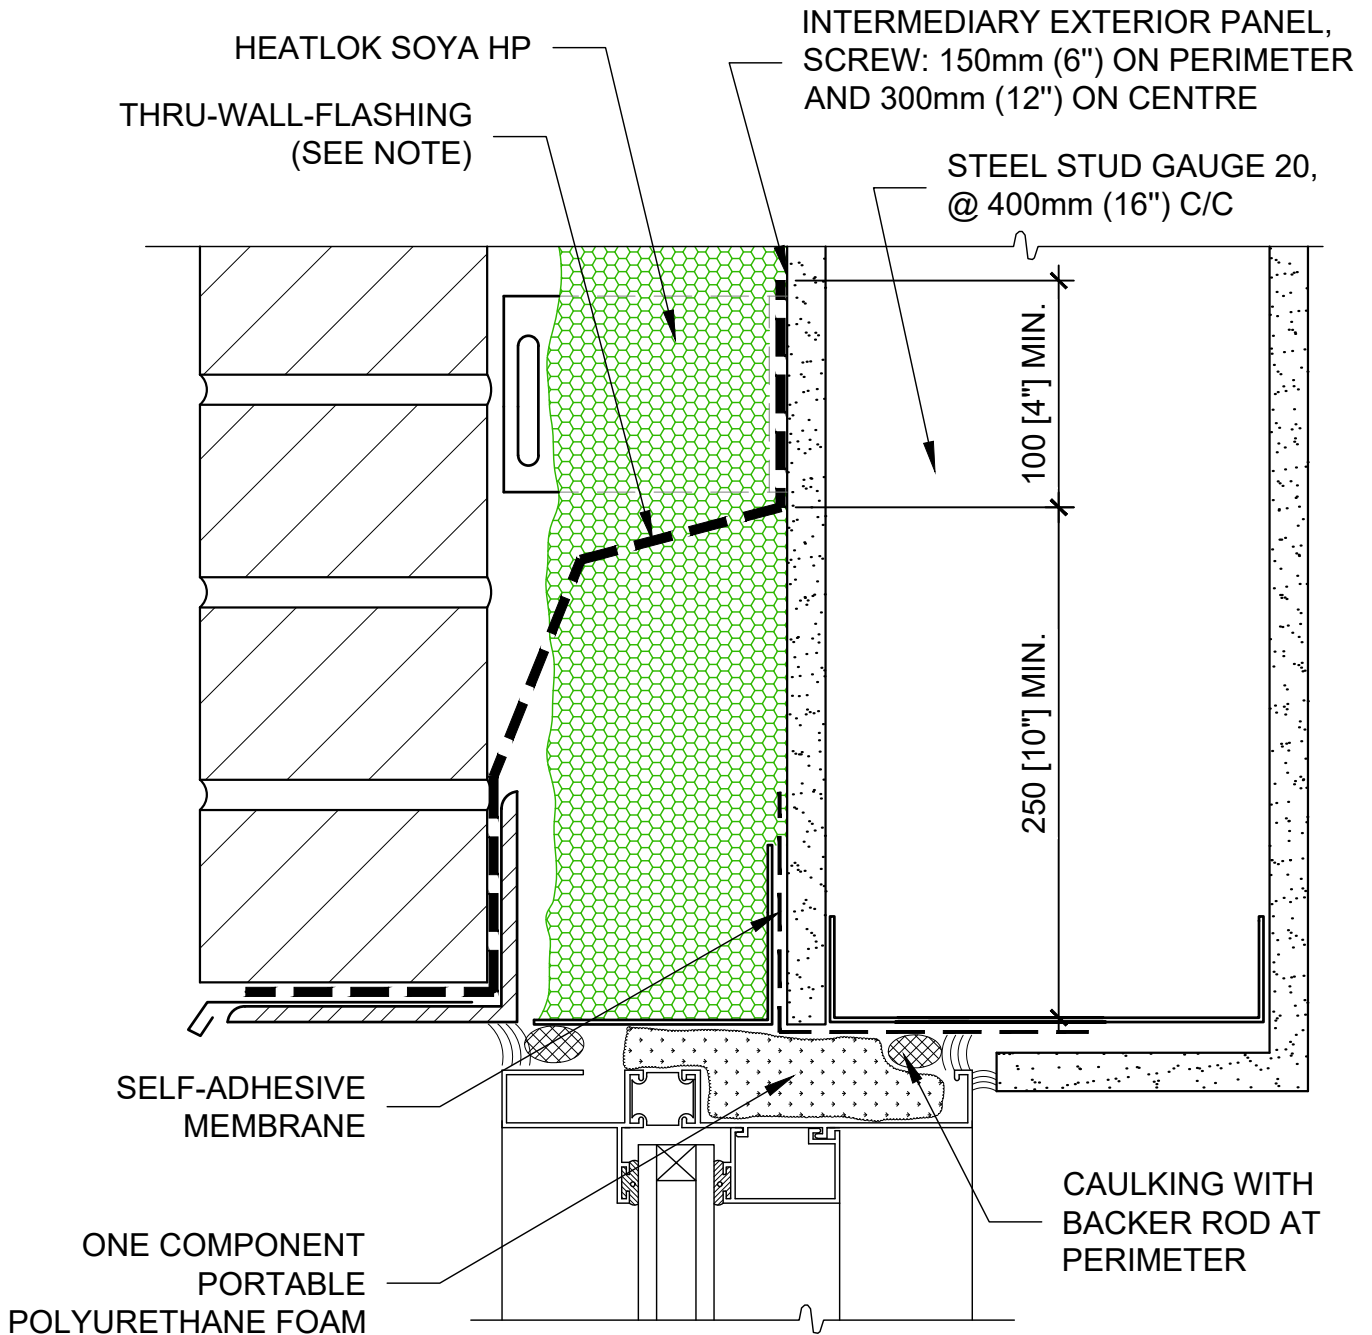 HEATLOK SOYA HP
THRU-WALL-FLASHING
(SEE NOTE)
INTERMEDIARY EXTERIOR PANEL,
SCREW: 150mm (6") ON PERIMETER
AND 300mm (12") ON CENTRE
STEEL STUD GAUGE 20,
@ 400mm (16") C/C
100 [4"] MIN.
250 [10"] MIN.
SELF-ADHESIVE
MEMBRANE
ONE COMPONENT
PORTABLE
POLYURETHANE FOAM
CAULKING WITH
BACKER ROD AT
PERIMETER